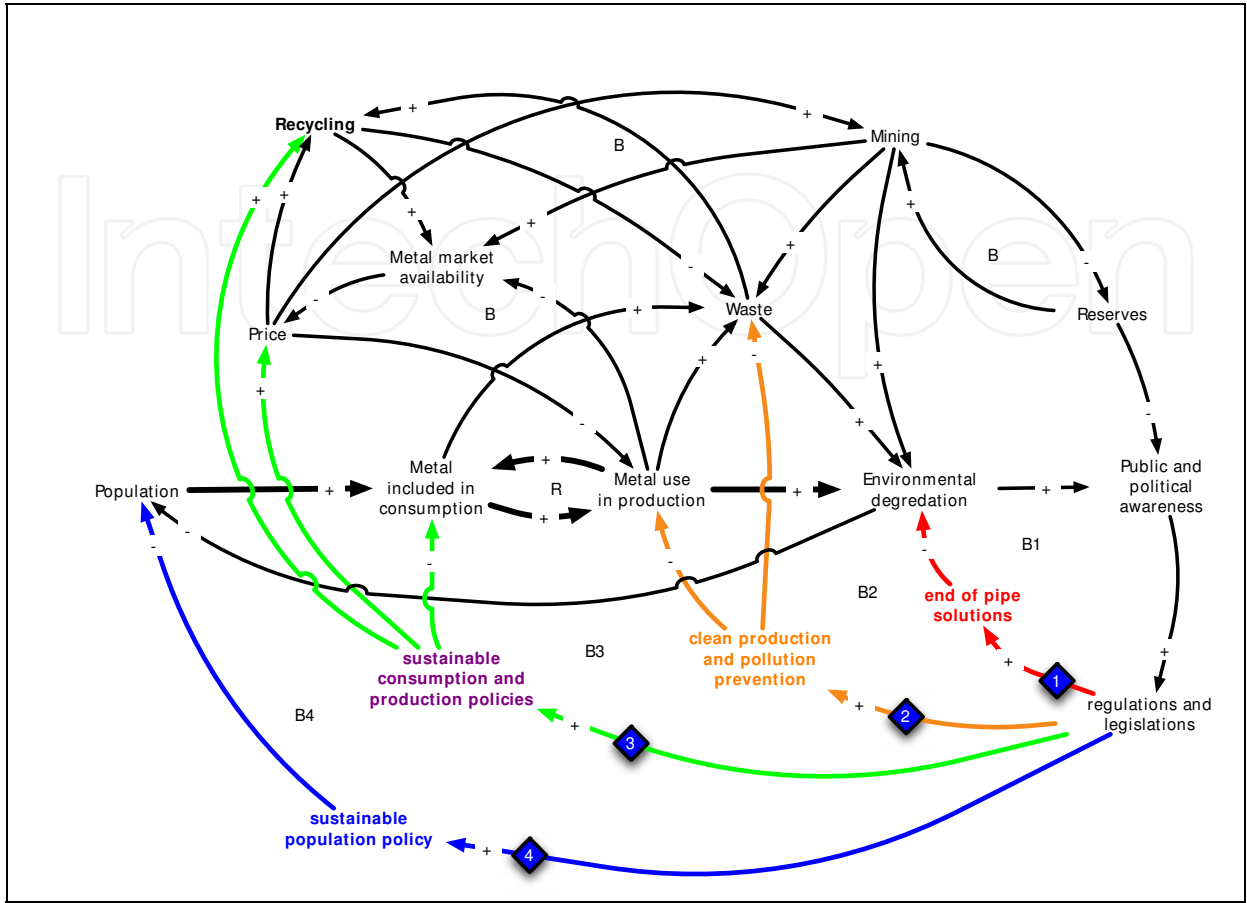 IntechOpen
+
+
Recycling
Mining
B
+
+
+
+
+
+
B
-
-
Metal market
availability
-
-
B
+
Waste
Reserves
Price
-
+
+
+
+
-
-
Metal
included in
consumption
+
R
+
Metal use
in production
Population
+
+
Environmental
degredation
+
Public and
political
awareness
-
-
-
-
-
B1
B2
end of pipe
solutions
clean production
and pollution
prevention
B3
sustainable
consumption and
production policies
+
+
1
regulations and
legislations
+
2
B4
+
3
sustainable
population policy
+
4